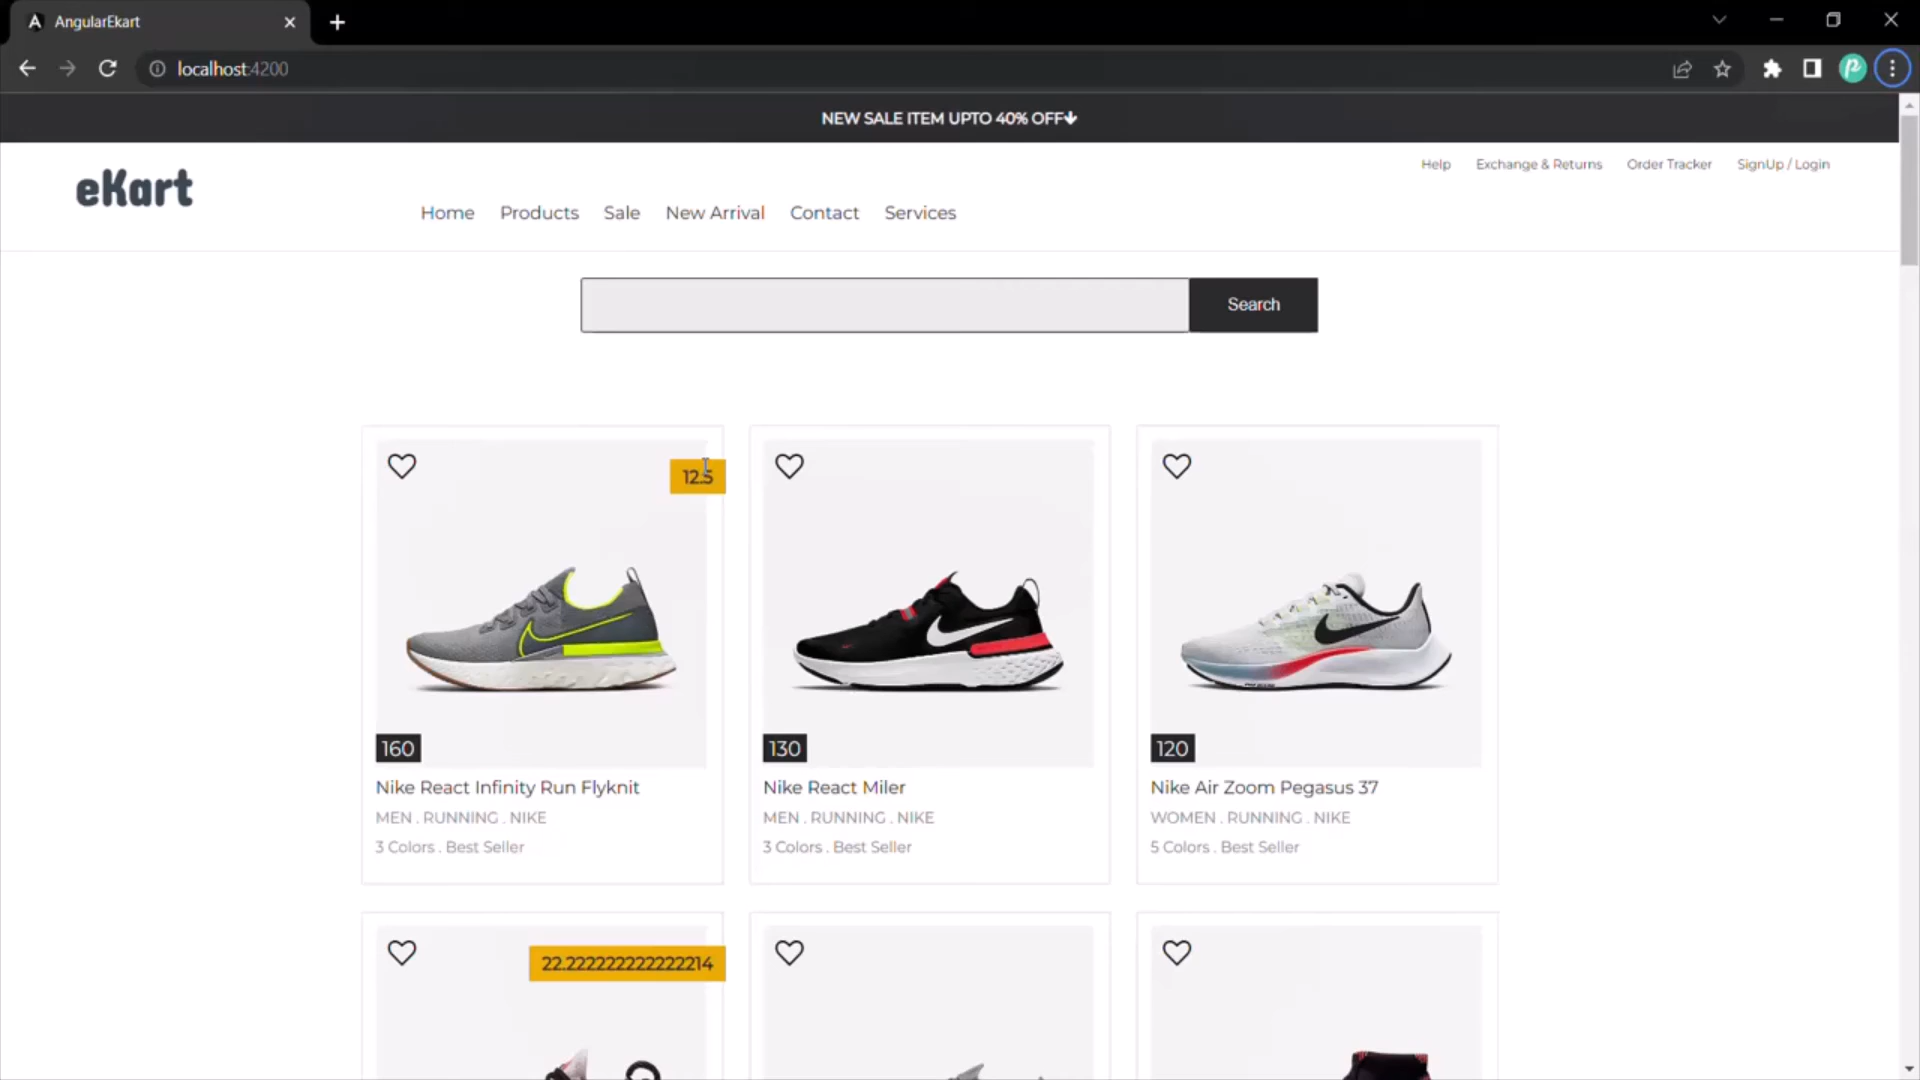 AngularEkart
localhost:4200
NEW SALE ITEM UPTO 40% OFF
Help Exchange & Returns Order Tracker SignUp / Login
eKart
Home Products Sale New Arrival Contact Services
Search
12.5
160
130
120
Nike React Infinity Run Flyknit
MEN . RUNNING . NIKE
3 Colors . Best Seller
Nike React Miler
MEN . RUNNING . NIKE
3 Colors . Best Seller
Nike Air Zoom Pegasus 37
WOMEN . RUNNING . NIKE
5 Colors . Best Seller
22.222222222222214